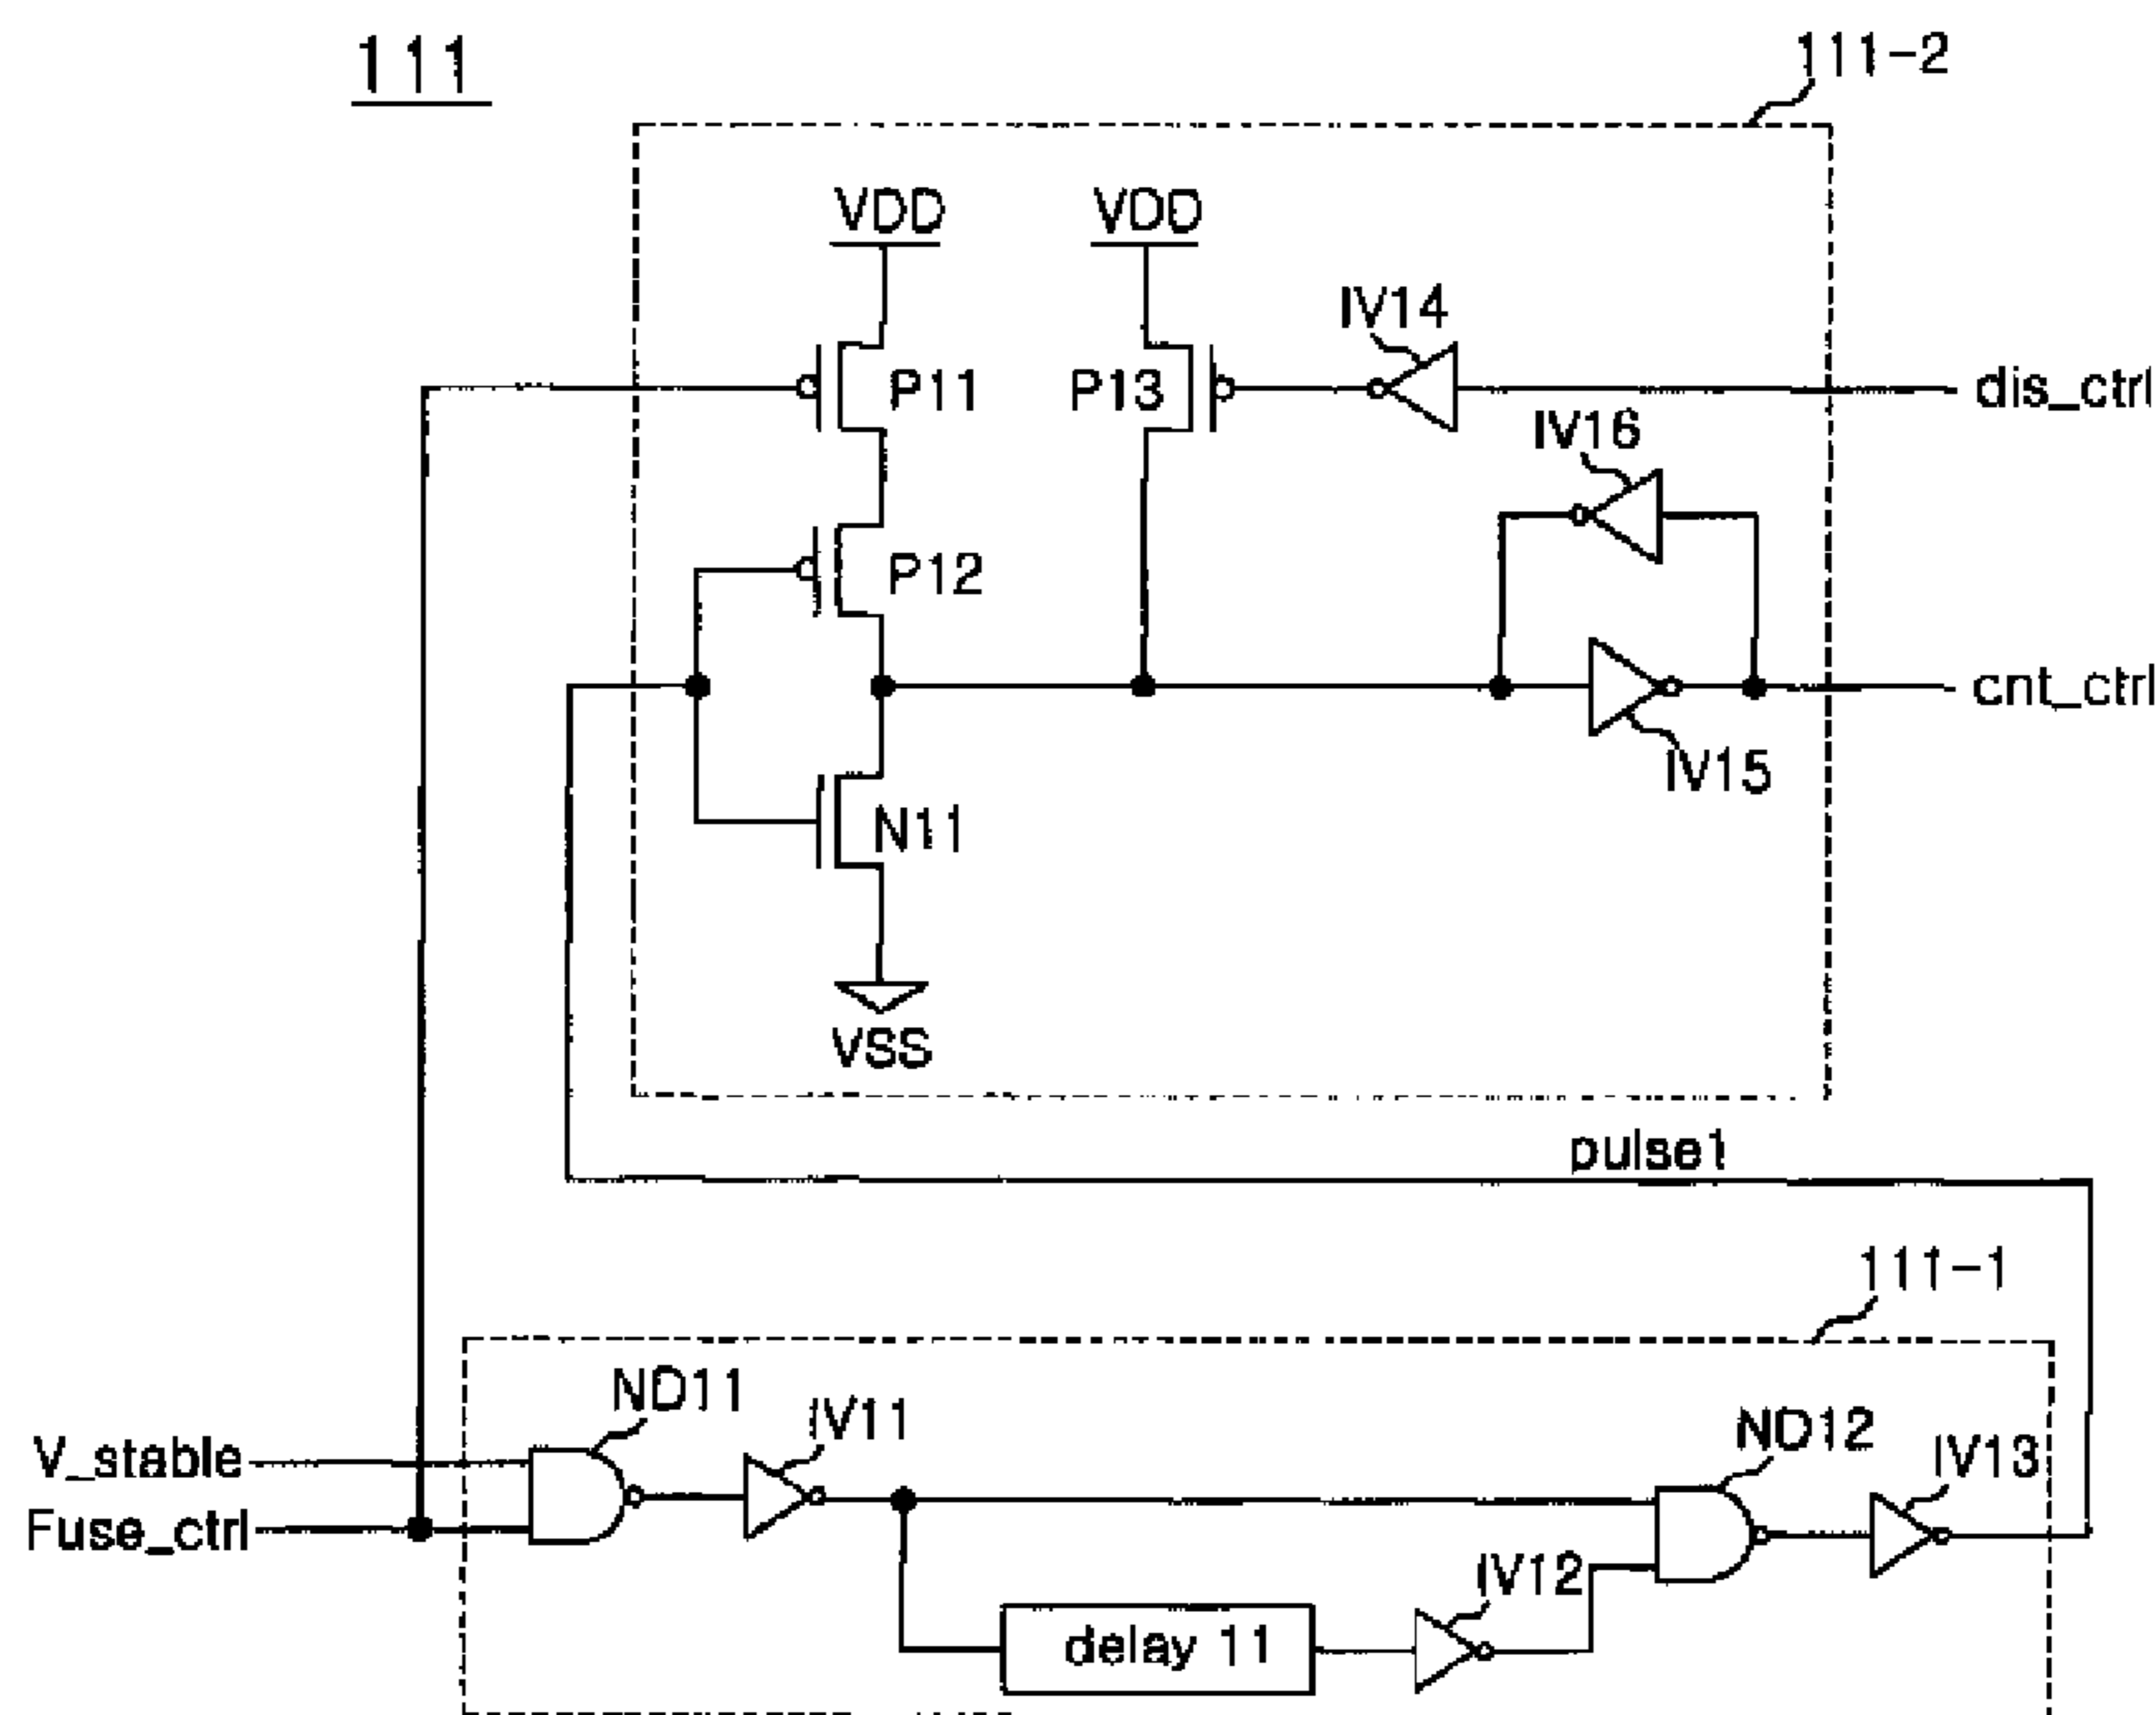 111
111-2
VDD
VDD
IV14
P11
P13
dis_ctrl
IV16
P12
cnt_ctrl
IV15
N11
VSS
pulse1
111-1
ND11
IV11
ND12
IV13
V_stable
Fuse_ctrl
IV12
delay 11